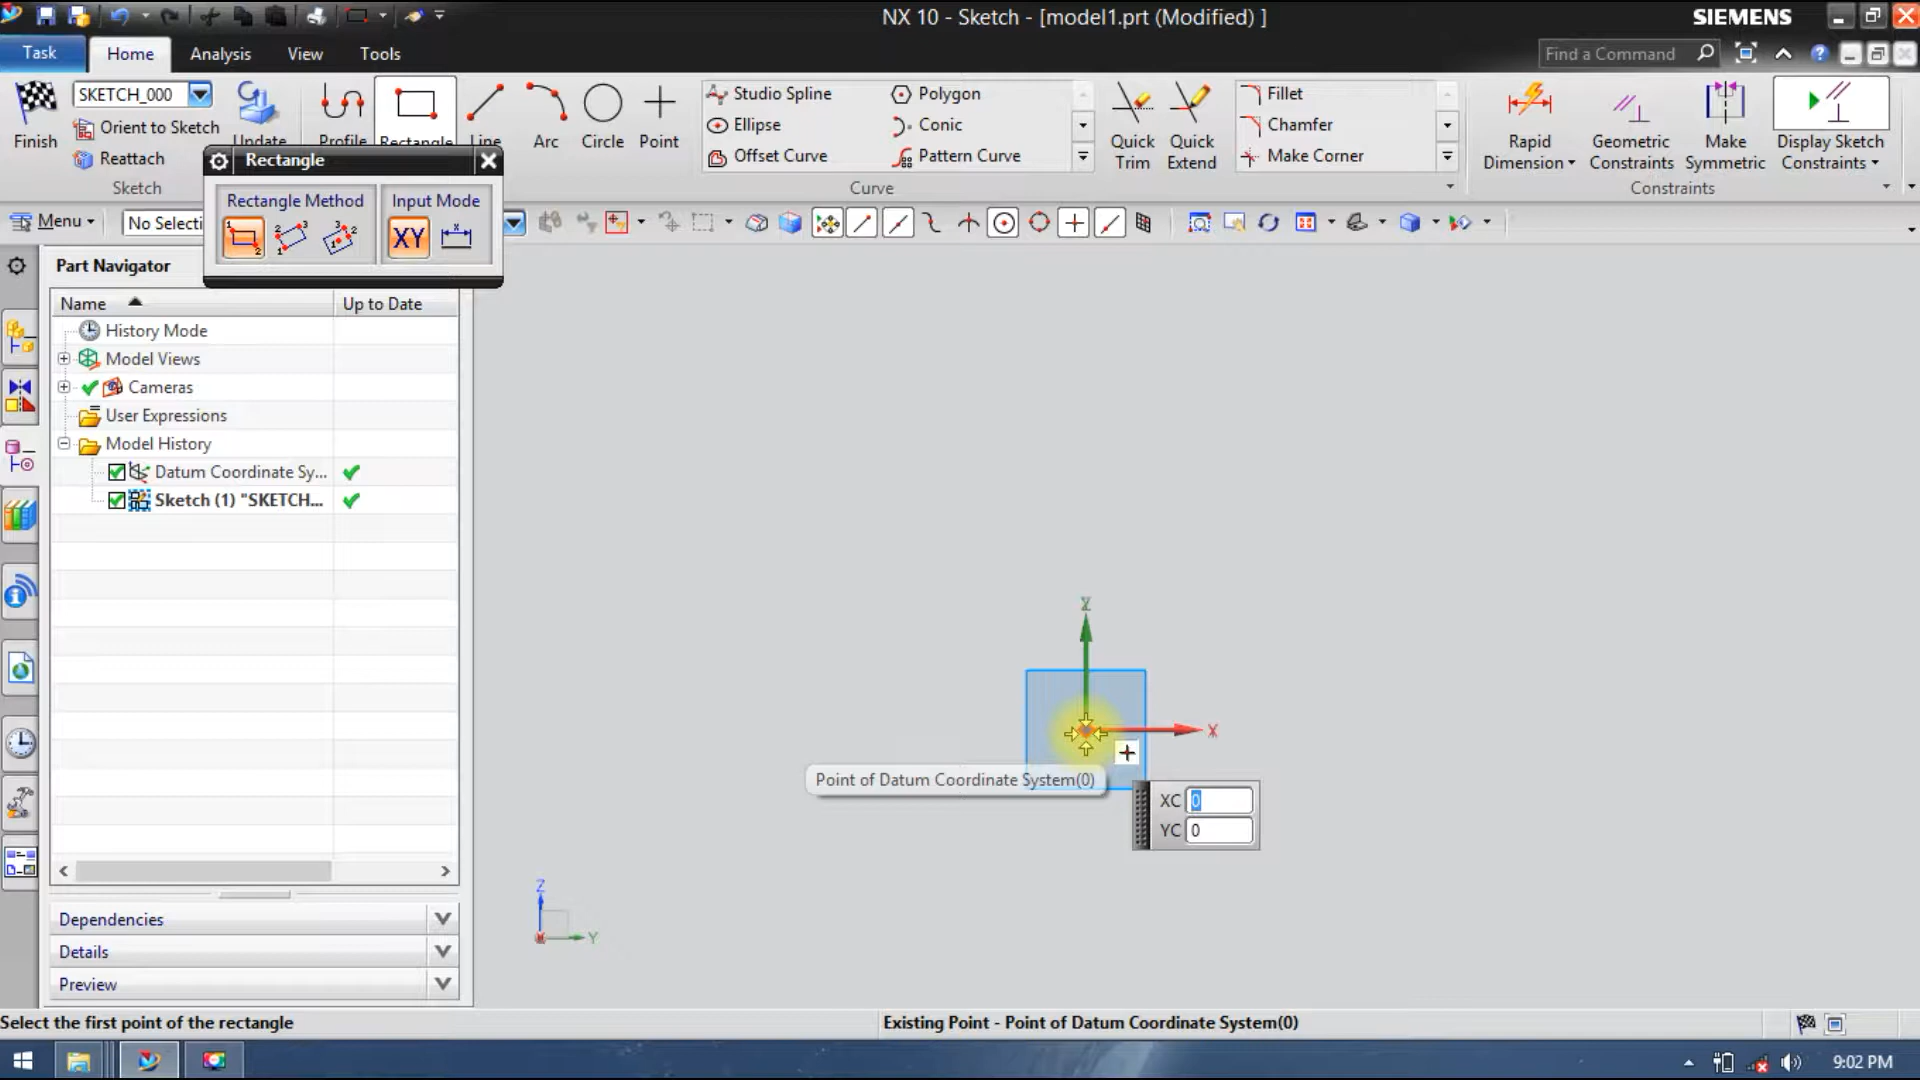 NX 10 - Sketch - [model1.prt (Modified) ]
SIEMENS
Task
Home
Analysis
View
Tools
Find a Command
Finish
SKETCH_000
Orient to Sketch
Reattach
Update
Sketch
Profile
Rectangle
Line
Arc
Circle
Point
Studio Spline
Ellipse
Offset Curve
Polygon
Conic
Pattern Curve
Curve
Quick
Trim
Quick
Extend
Fillet
Chamfer
Make Corner
Rapid
Dimension
Geometric
Constraints
Make
Symmetric
Display Sketch
Constraints
Constraints
Rectangle
Rectangle Method
Input Mode
XY
Menu
No Selecti
Part Navigator
Name
Up to Date
History Mode
Model Views
Cameras
User Expressions
Model History
Datum Coordinate Sy...
Sketch (1) "SKETCH...
Dependencies
Details
Preview
Z
X
Point of Datum Coordinate System(0)
XC 0
YC 0
Z
Y
Select the first point of the rectangle
Existing Point - Point of Datum Coordinate System(0)
9:02 PM